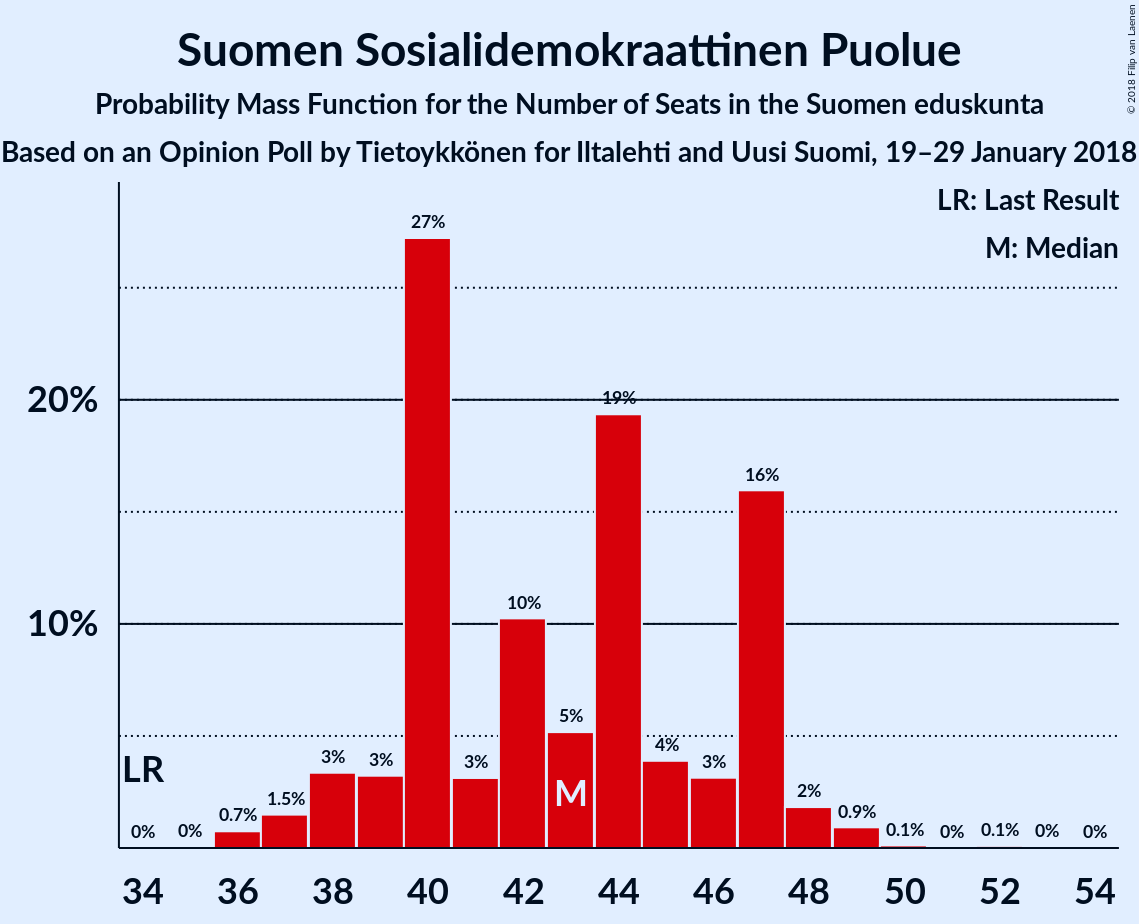 Suomen Sosialidemokraattinen Puolue
Probability Mass Function for the Number of Seats in the Suomen eduskunta
Based on an Opinion Poll by Tietoykkönen for Iltalehti and Uusi Suomi, 19–29 January 2018
© 2018 Filip van Laenen
LR: Last Result
M: Median
27%
20%
19%
16%
10%
10%
5%
4%
3%
3%
3%
3%
LR
M
2%
1.5%
0.7%
0.9%
0%
0%
0.1%
0%
0.1%
0%
0%
34 36 38 40 42 44 46 48 50 52 54